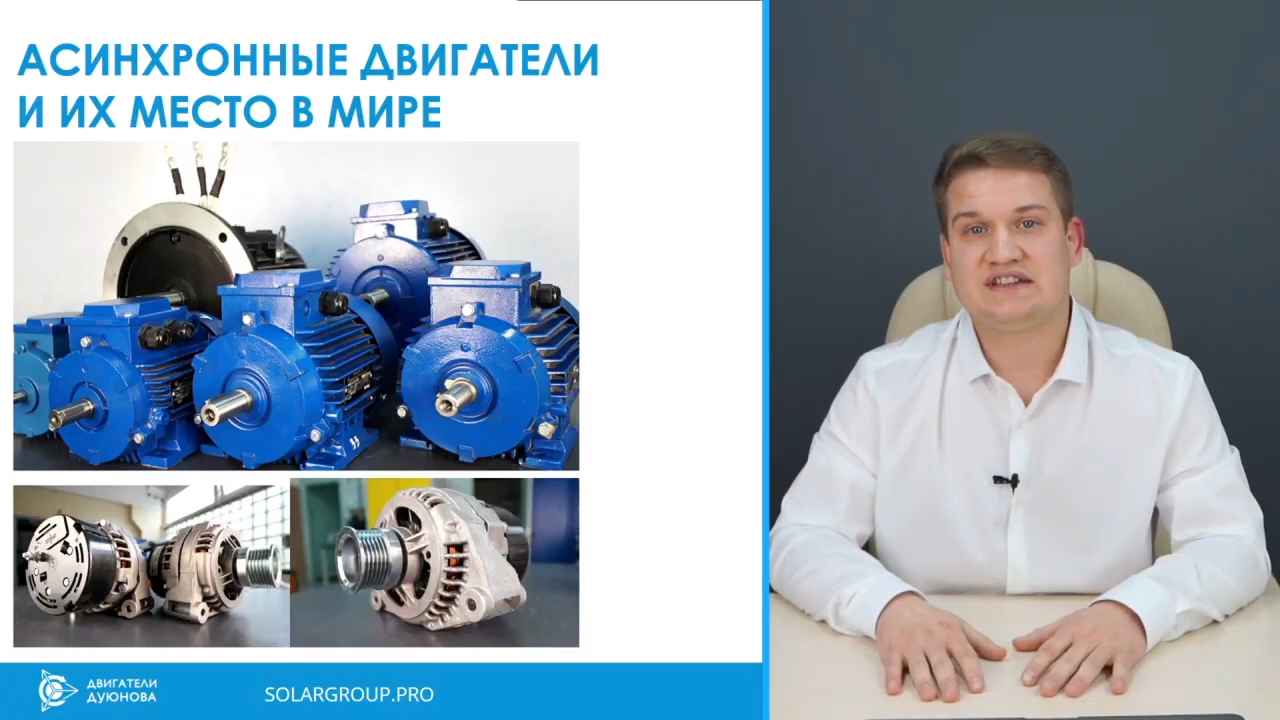 АСИНХРОННЫЕ ДВИГАТЕЛИ
И ИХ МЕСТО В МИРЕ
ДВИГАТЕЛИ
ДУЮНОВА
SOLARGROUP.PRO